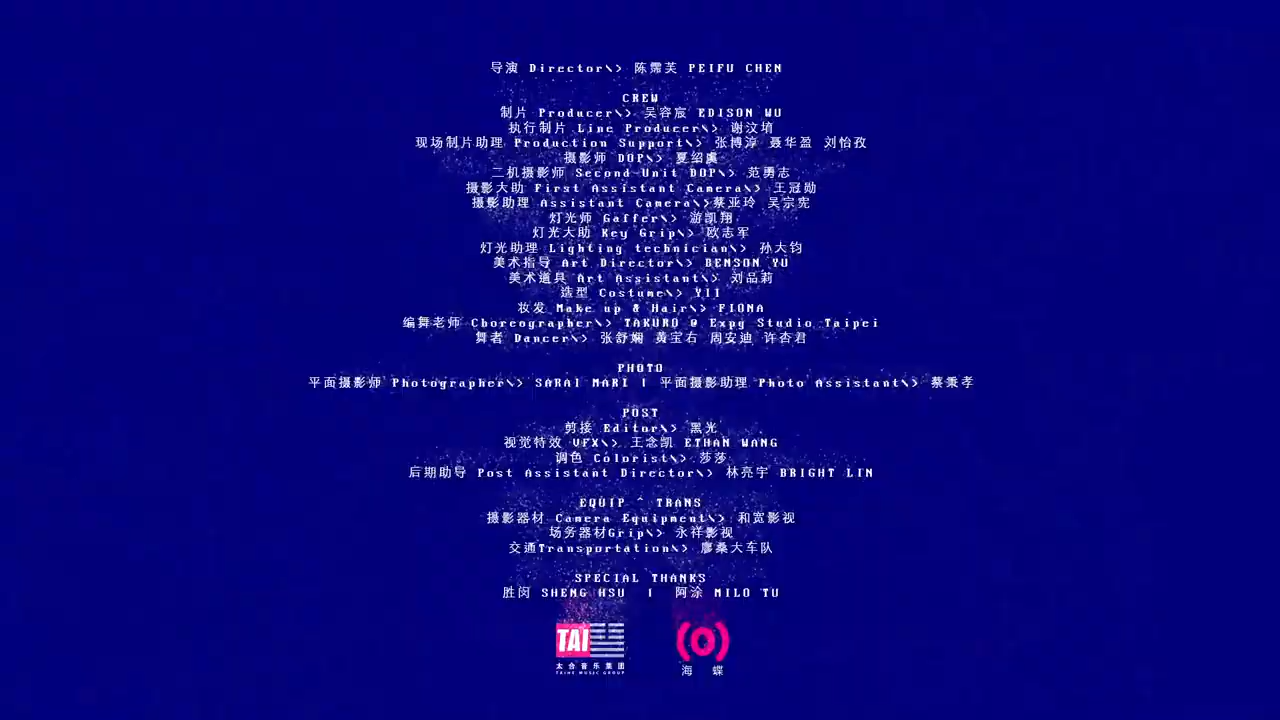 导演 Director\> 陈霈芙 PEIFU CHEN
CREW
制片 Producer\> 吴容宸 EDISON WU
执行制片 Line Producer\> 谢汶堉
现场制片助理 Production Support\> 张博淳 聂华盈 刘怡孜
摄影师 DOP\> 夏绍虞
二机摄影师 Second Unit DOP\> 范勇志
摄影大助 First Assistant Camera\> 王冠勋
摄影助理 Assistant Camera\>蔡亚玲 吴宗宪
灯光师 Gaffer\> 游凯翔
灯光大助 Key Grip\> 欧志军
灯光助理 Lighting technician\> 孙大钧
美术指导 Art Director\> BENSON YU
美术道具 Art Assistant\> 刘品莉
造型 Costume\> YII
妆发 Make up & Hair\> FIONA
编舞老师 Choreographer\> TAKURO @ Expg Studio Taipei
舞者 Dancer\> 张舒娴 黄宝右 周安迪 许杏君
PHOTO
平面摄影师 Photographer\> SARAI MARI | 平面摄影助理 Photo Assistant\> 蔡秉孝
POST
剪接 Editor\> 黑光
视觉特效 VFX\> 王念凯 ETHAN WANG
调色 Colorist\> 莎莎
后期助导 Post Assistant Director\> 林亮宇 BRIGHT LIN
EQUIP ^ TRANS
摄影器材 Camera Equipment\> 和宽影视
场务器材Grip\> 永祥影视
交通Transportation\> 廖桑大车队
SPECIAL THANKS
胜闵 SHENG HSU | 阿涂 MILO TU
TAI
太合音乐集团
TAIHE MUSIC GROUP
海 蝶